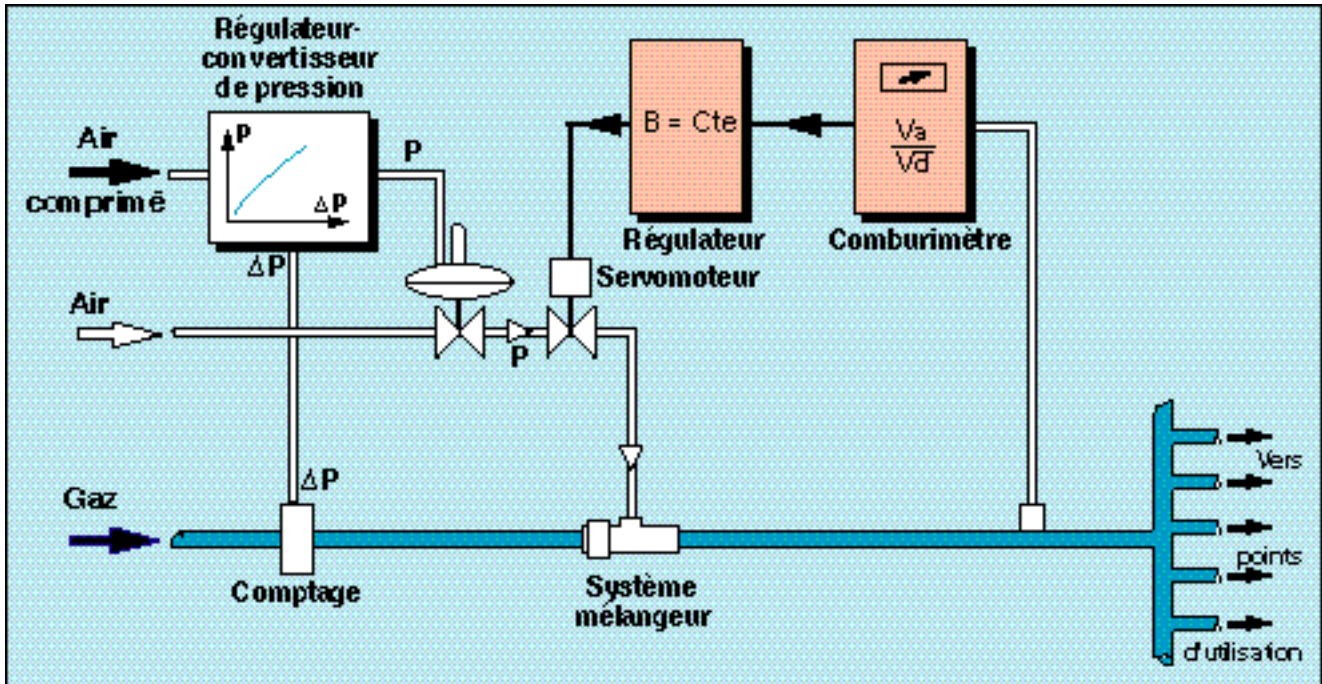 Régulateur-
convertisseur
de pression
Air
comprimé
P
ΔP
P
ΔP
B = Cte
Régulateur
Va
Vd
Comburimètre
Servomoteur
Air
P
ΔP
Gaz
Comptage
Système
mélangeur
Vers
points
d'utilisation